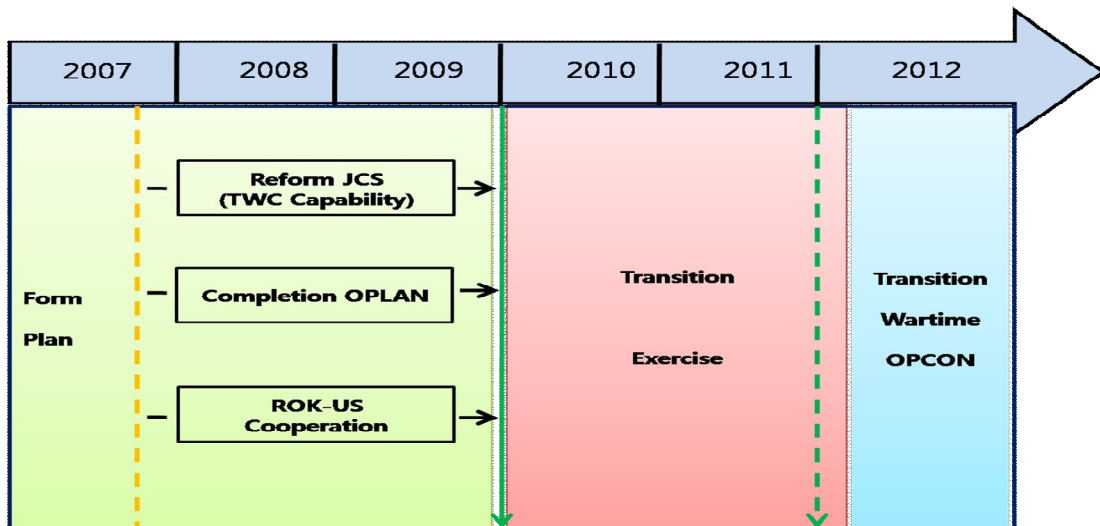 2007 2008 2009 2010 2011 2012
Reform JCS
(TWC Capability)
Form
Plan
Completion OPLAN
ROK-US
Cooperation
Transition
Exercise
Transition
Wartime
OPCON